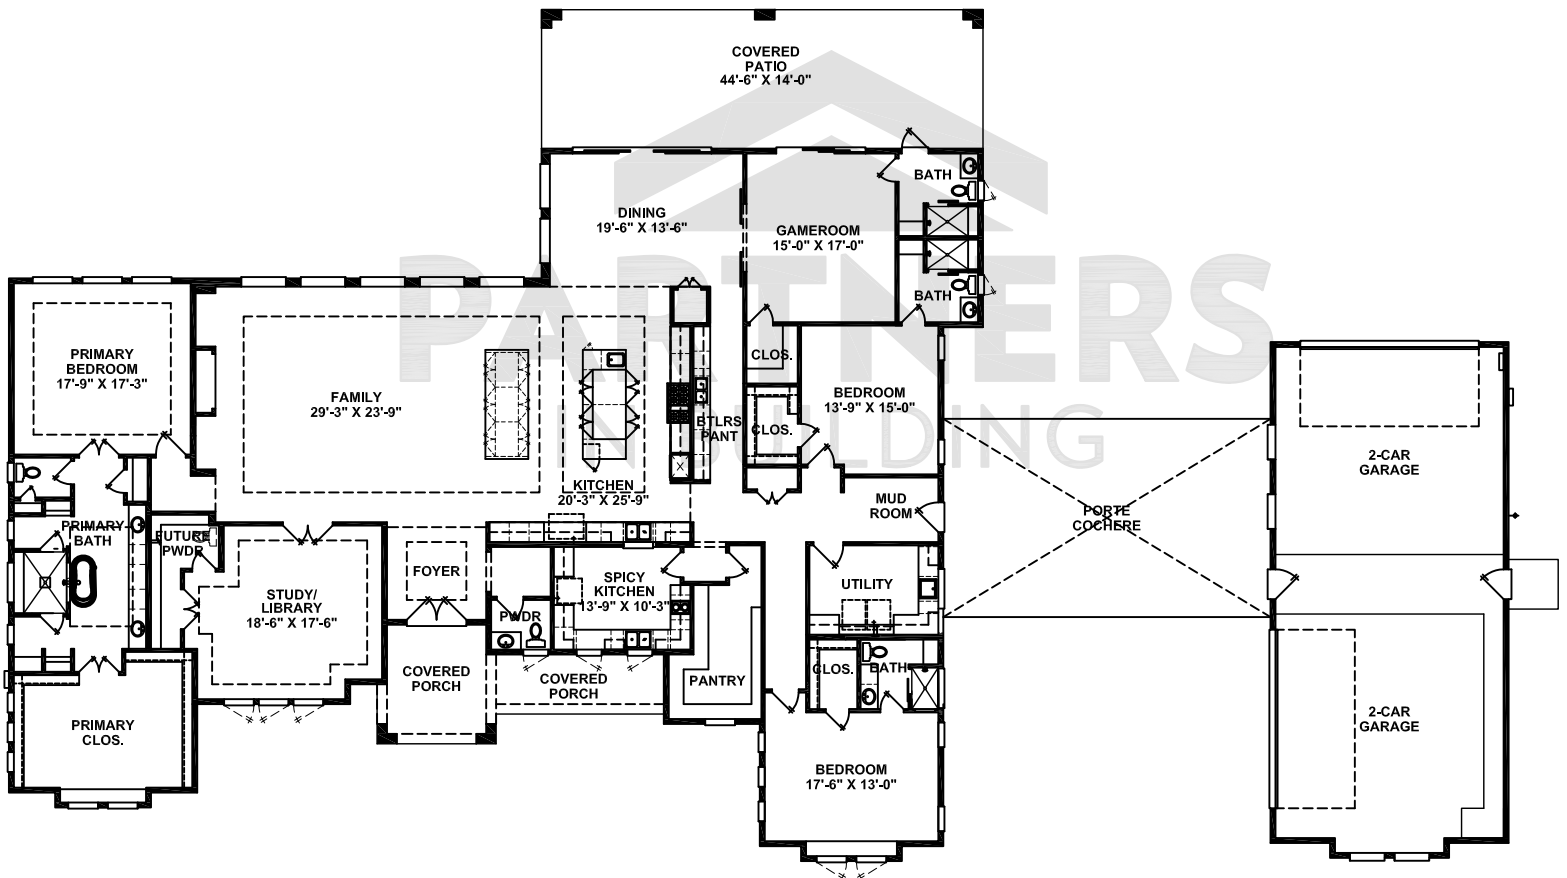 COVERED
PATIO
44'-6" X 14'-0"
BATH
DINING
19'-6" X 13'-6"
GAMEROOM
15'-0" X 17'-0"
BATH
PARTNERS
IN BUILDING
PRIMARY
BEDROOM
17'-9" X 17'-3"
FAMILY
29'-3" X 23'-9"
CLOS.
BEDROOM
13'-9" X 15'-0"
BTLRS
PANT
CLOS.
2-CAR
GARAGE
KITCHEN
20'-3" X 25'-9"
MUD
ROOM
PORTE
COCHERE
PRIMARY
BATH
FUTURE
PWDR
FOYER
SPICY
KITCHEN
13'-9" X 10'-3"
UTILITY
STUDY/
LIBRARY
18'-6" X 17'-6"
PWDR
COVERED
PORCH
COVERED
PORCH
PANTRY
CLOS.
BATH
PRIMARY
CLOS.
2-CAR
GARAGE
BEDROOM
17'-6" X 13'-0"